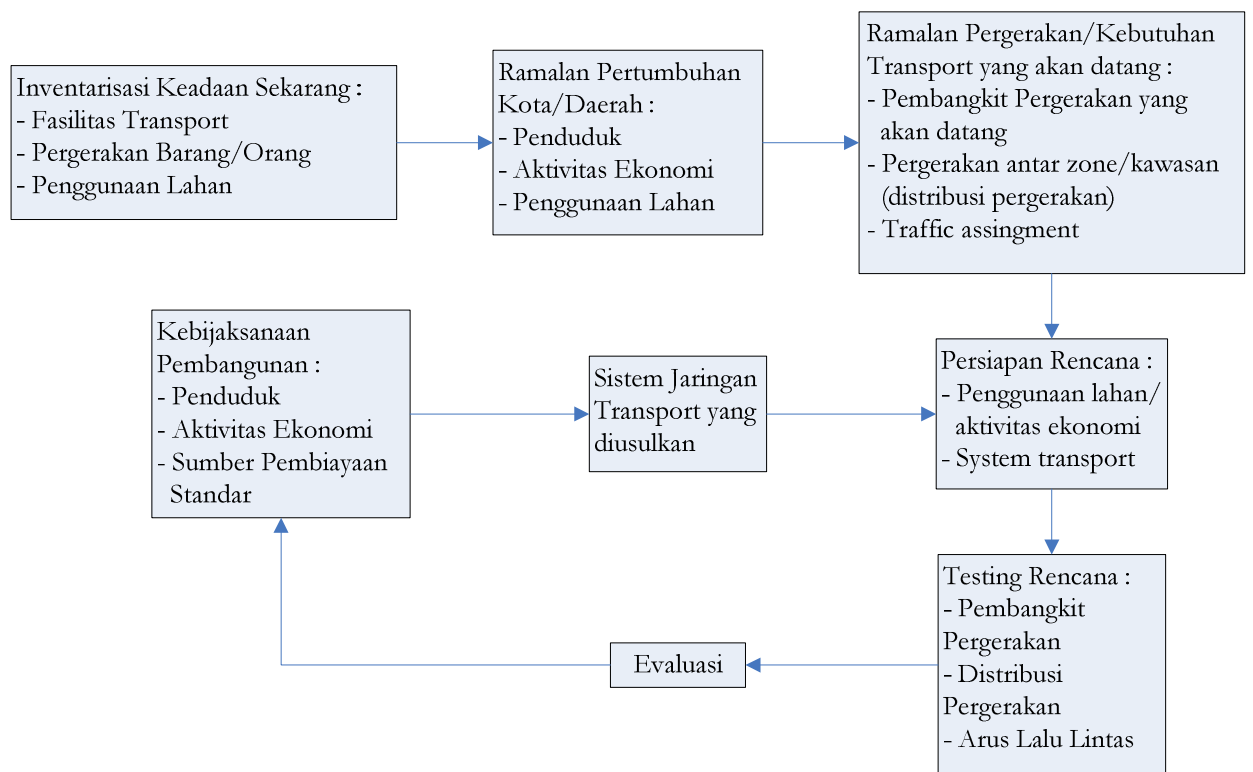 Inventarisasi Keadaan Sekarang :
- Fasilitas Transport
- Pergerakan Barang/Orang
- Penggunaan Lahan
Ramalan Pertumbuhan
Kota/Daerah :
- Penduduk
- Aktivitas Ekonomi
- Penggunaan Lahan
Ramalan Pergerakan/Kebutuhan
Transport yang akan datang :
- Pembangkit Pergerakan yang
akan datang
- Pergerakan antar zone/kawasan
(distribusi pergerakan)
- Traffic assingment
Kebijaksanaan
Pembangunan :
- Penduduk
- Aktivitas Ekonomi
- Sumber Pembiayaan
Standar
Sistem Jaringan
Transport yang
diusulkan
Persiapan Rencana :
- Penggunaan lahan/
aktivitas ekonomi
- System transport
Testing Rencana :
- Pembangkit
Pergerakan
- Distribusi
Pergerakan
- Arus Lalu Lintas
Evaluasi